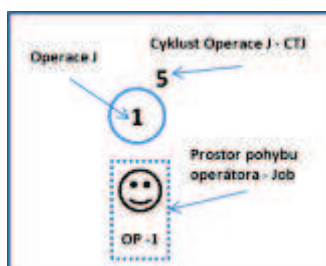 Cyklust Operace J - CTJ
Operace J
5
1
Prostor pohybu
operátora - Job
OP -1